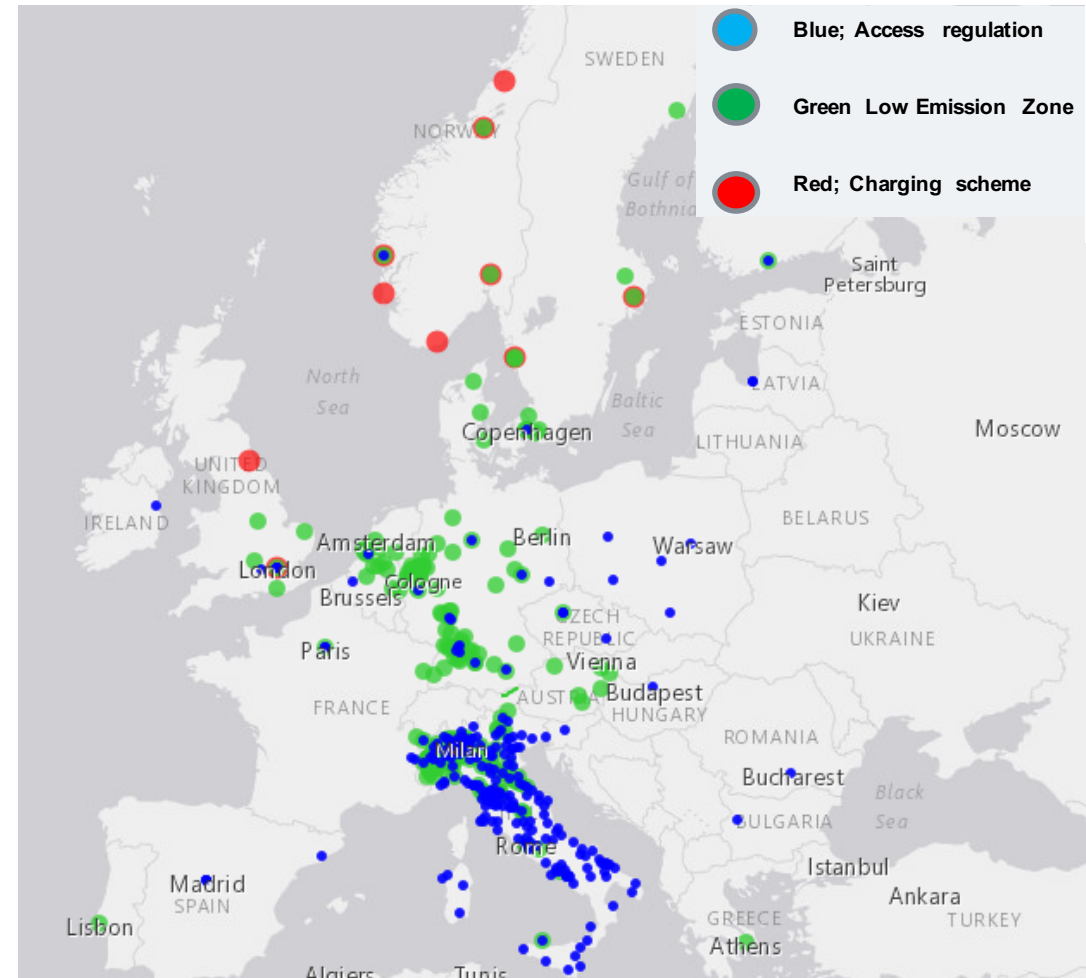 Blue; Access regulation
Green Low Emission Zone
Red; Charging scheme
SWEDEN
NORWAY
Gulf of
Bothnia
Saint
Petersburg
ESTONIA
North
Sea
LATVIA
Baltic
Sea
Copenhagen
LITHUANIA
Moscow
UNITED
KINGDOM
IRELAND
BELARUS
Amsterdam
Berlin
Warsaw
London
Cologne
Brussels
Kiev
CZECH
REPUBLIC
UKRAINE
Paris
Vienna
AUSTRIA
Budapest
FRANCE
HUNGARY
Milan
ROMANIA
Bucharest
Black
Sea
BULGARIA
Rome
Istanbul
Madrid
SPAIN
Ankara
Lisbon
GREECE
TURKEY
Athens
Algiers
Tunis